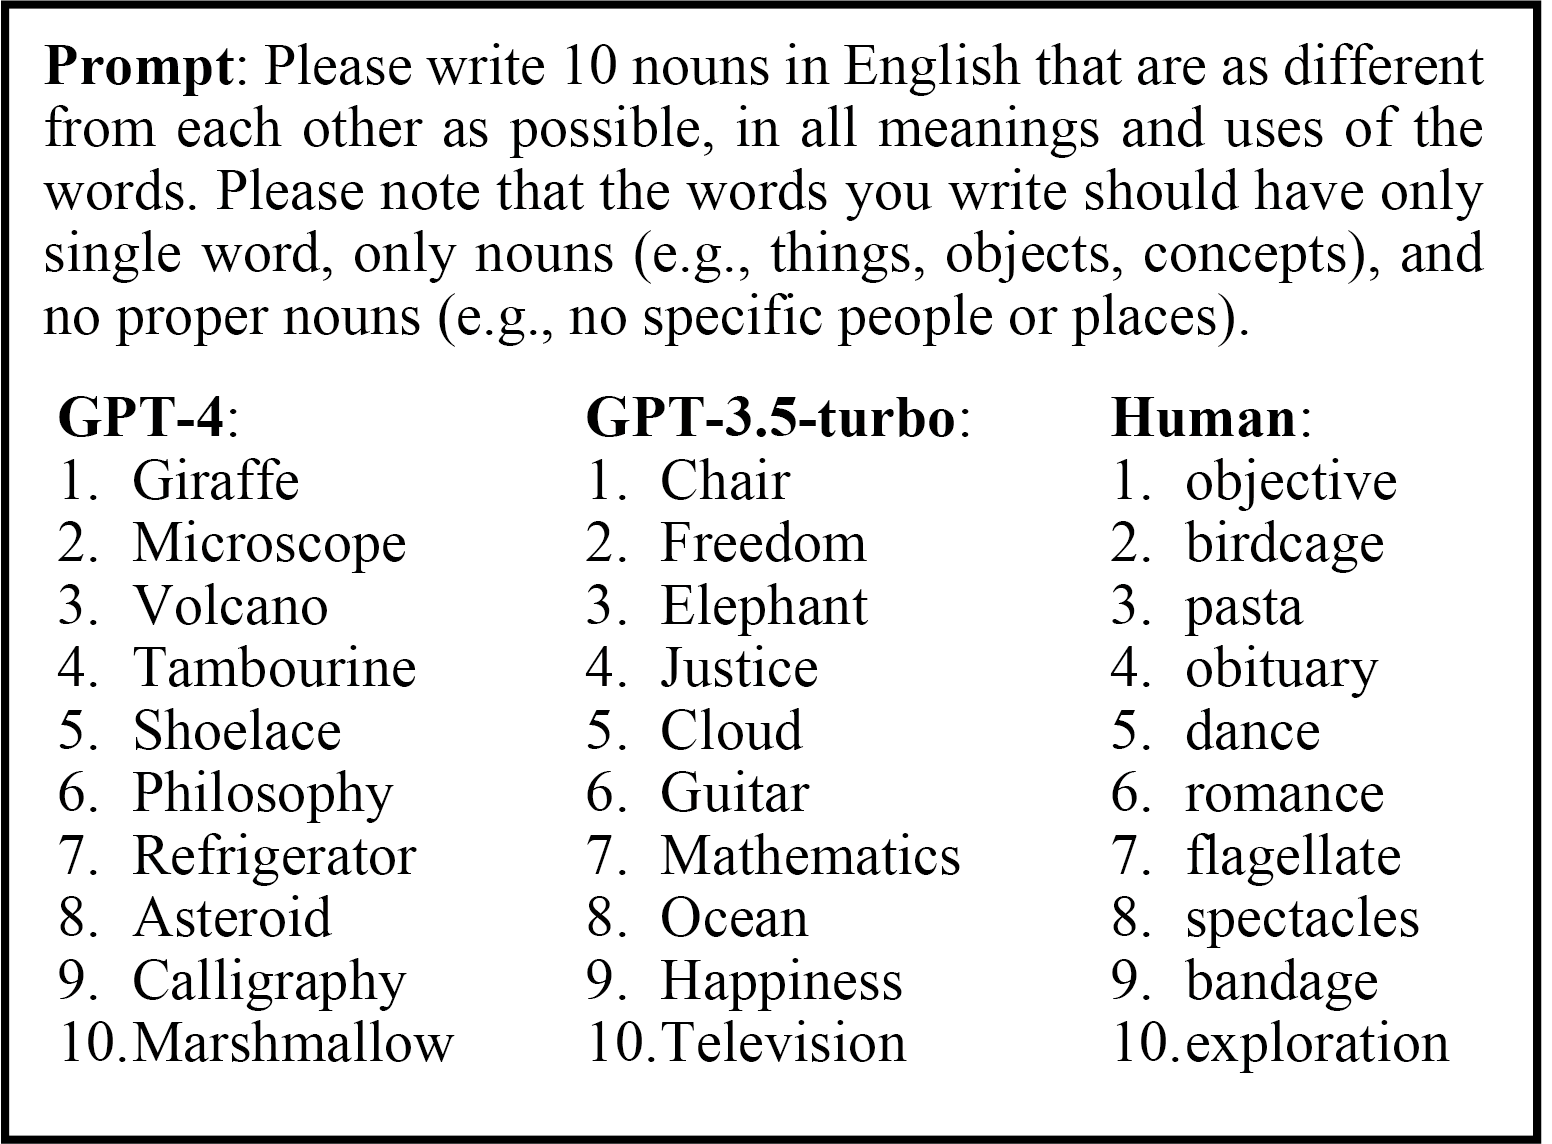 Prompt: Please write 10 nouns in English that are as different
from each other as possible, in all meanings and uses of the
words. Please note that the words you write should have only
single word, only nouns (e.g., things, objects, concepts), and
no proper nouns (e.g., no specific people or places).
GPT-4:
1. Giraffe
2. Microscope
3. Volcano
4. Tambourine
5. Shoelace
6. Philosophy
7. Refrigerator
8. Asteroid
9. Calligraphy
10. Marshmallow
GPT-3.5-turbo:
1. Chair
2. Freedom
3. Elephant
4. Justice
5. Cloud
6. Guitar
7. Mathematics
8. Ocean
9. Happiness
10. Television
Human:
1. objective
2. birdcage
3. pasta
4. obituary
5. dance
6. romance
7. flagellate
8. spectacles
9. bandage
10. exploration